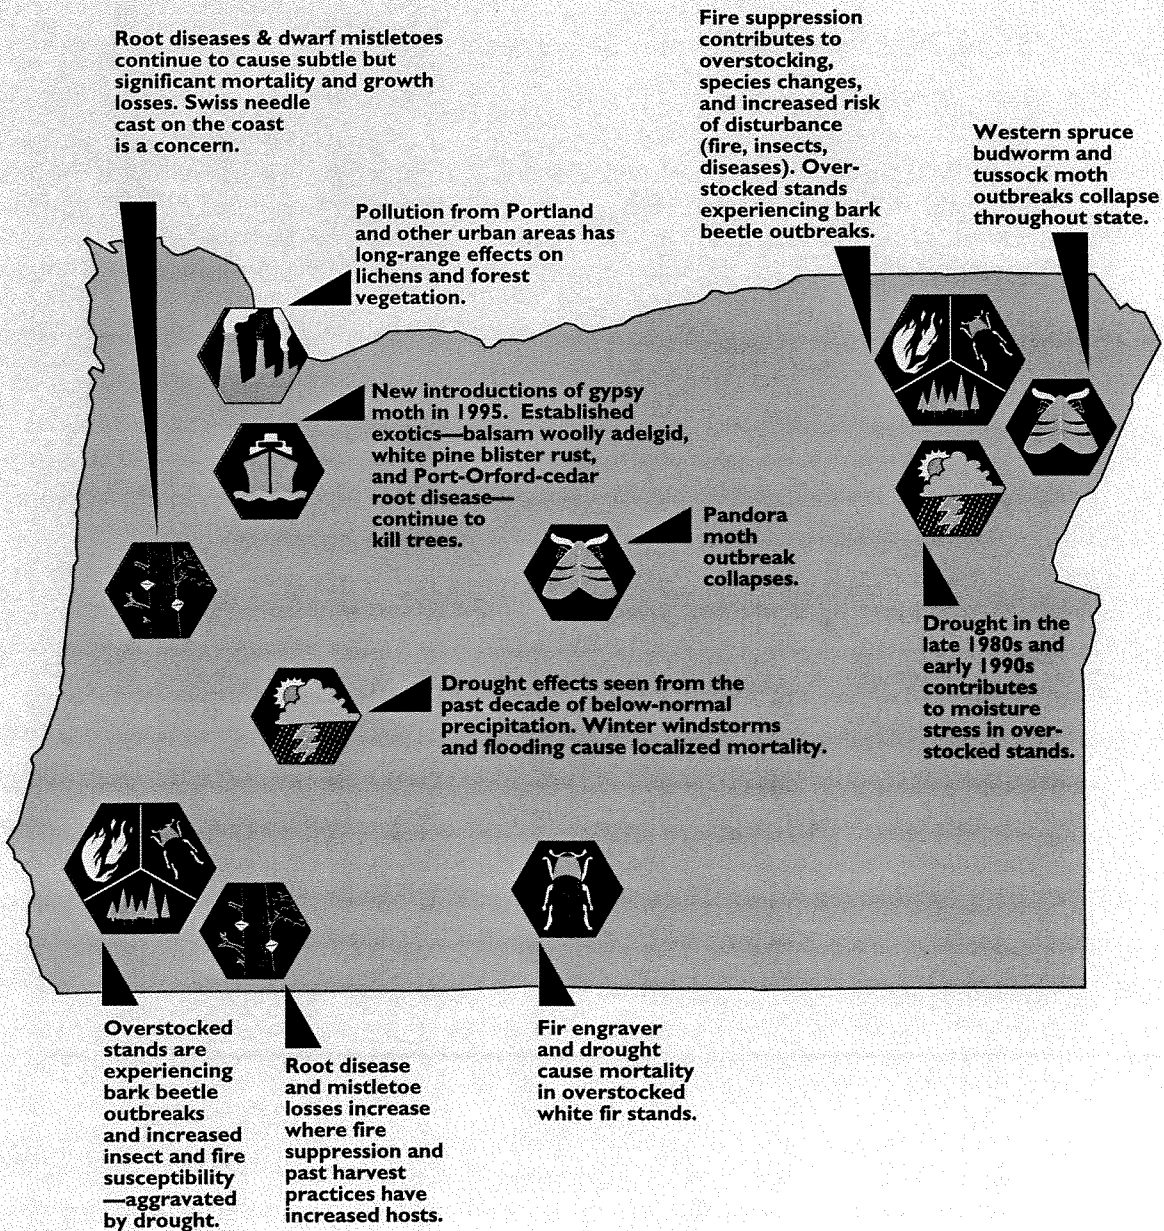 Root diseases & dwarf mistletoes
continue to cause subtle but
significant mortality and growth
losses. Swiss needle
cast on the coast
is a concern.
Fire suppression
contributes to
overstocking,
species changes,
and increased risk
of disturbance
(fire, insects,
diseases). Over-
stocked stands
experiencing bark
beetle outbreaks.
Western spruce
budworm and
tussock moth
outbreaks collapse
throughout state.
Pollution from Portland
and other urban areas has
long-range effects on
lichens and forest
vegetation.
New introductions of gypsy
moth in 1995. Established
exotics—balsam woolly adelgid,
white pine blister rust,
and Port-Orford-cedar
root disease—
continue to
kill trees.
Pandora
moth
outbreak
collapses.
Drought in the
late 1980s and
early 1990s
contributes
to moisture
stress in over-
stocked stands.
Drought effects seen from the
past decade of below-normal
precipitation. Winter windstorms
and flooding cause localized mortality.
Overstocked
stands are
experiencing
bark beetle
outbreaks
and increased
insect and fire
susceptibility
—aggravated
by drought.
Root disease
and mistletoe
losses increase
where fire
suppression and
past harvest
practices have
increased hosts.
Fir engraver
and drought
cause mortality
in overstocked
white fir stands.